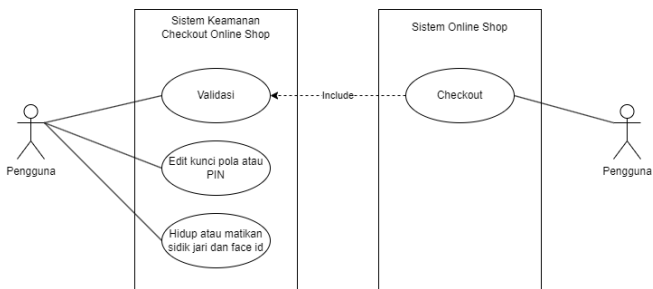 Sistem Keamanan
Checkout Online Shop
Sistem Online Shop
Validasi
Include
Checkout
Pengguna
Edit kunci pola atau
PIN
Pengguna
Hidup atau matikan
sidik jari dan face id